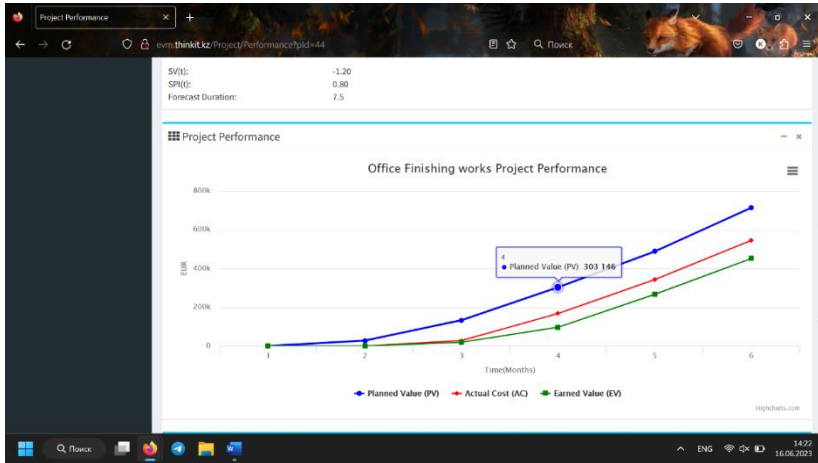 Project Performance
evm.thinkit.kz/Project/Performance?pId=44
Поиск
SV(t): -1.20
SPI(t): 0.80
Forecast Duration: 7.5
Project Performance
Office Finishing works Project Performance
800k
600k
400k
200k
0
EUR
4
Planned Value (PV): 303 146
1 2 3 4 5 6
Time(Months)
Planned Value (PV) Actual Cost (AC) Earned Value (EV)
Highcharts.com
Поиск
ENG
14:22
16.06.2023